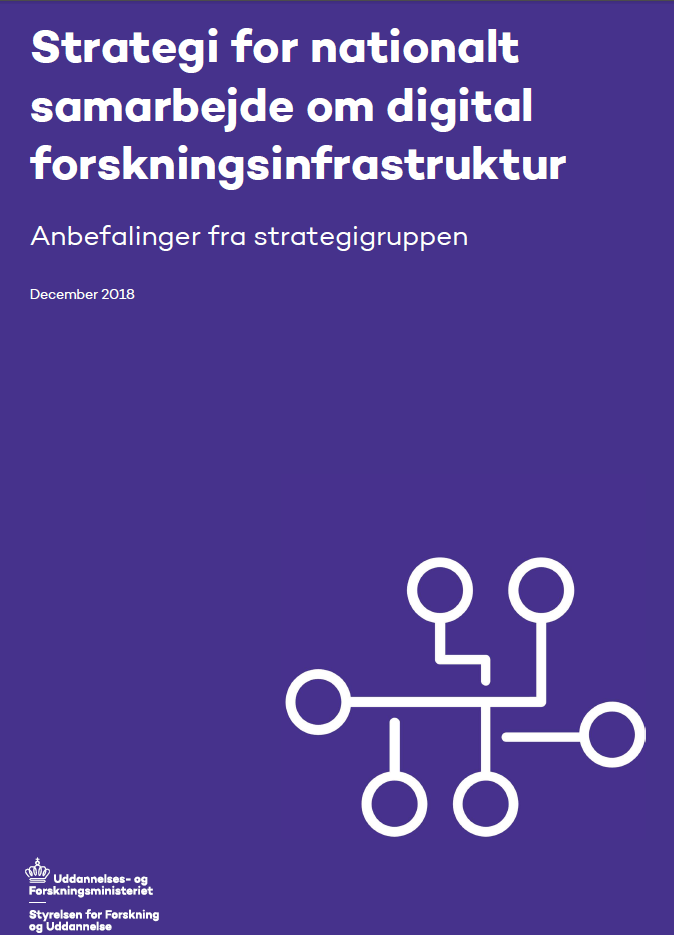 Strategi for nationalt
samarbejde om digital
forskningsinfrastruktur
Anbefalinger fra strategigruppen
December 2018
Uddannelses- og
Forskningsministeriet
Styrelsen for Forskning
og Uddannelse